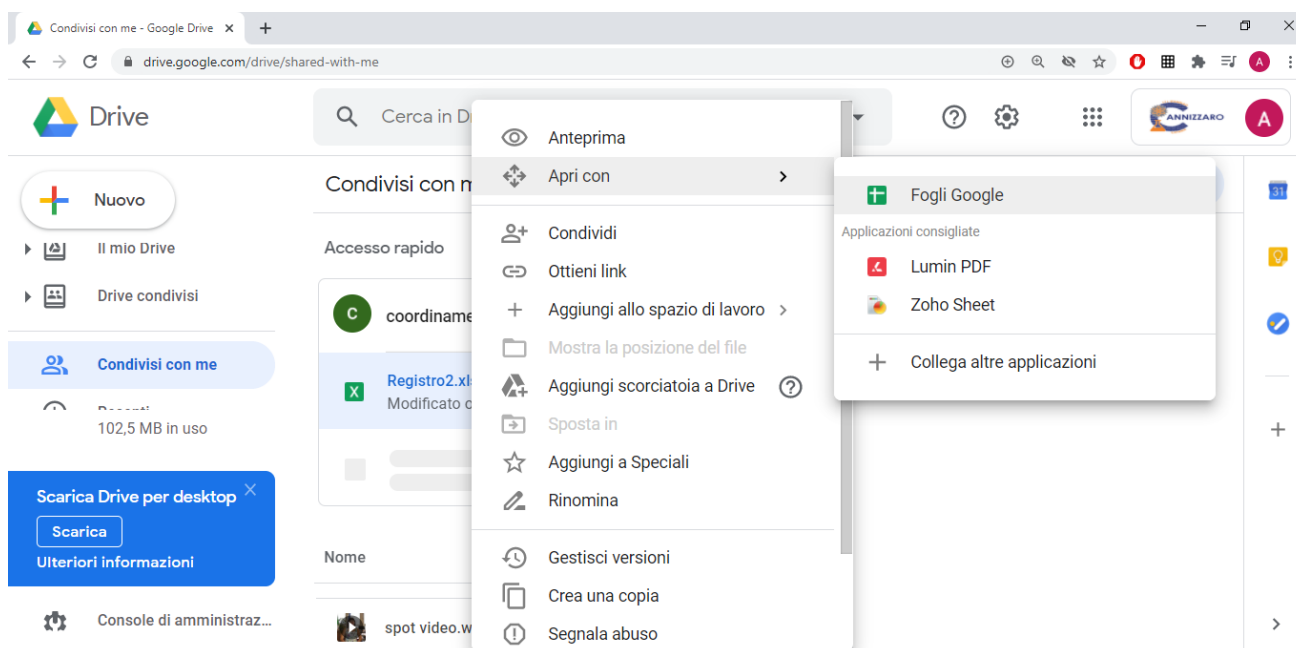 Condivisi con me - Google Drive
drive.google.com/drive/shared-with-me
A
Drive
Cerca in D
CANNIZZARO
A
Nuovo
Il mio Drive
Drive condivisi
Condivisi con me
102,5 MB in uso
Scarica Drive per desktop
Scarica
Ulteriori informazioni
Console di amministraz...
Condivisi con m
Accesso rapido
C
coordiname
X
Registro2.xls
Modificato o
Nome
spot video.w
Anteprima
Apri con
Condividi
Ottieni link
Aggiungi allo spazio di lavoro
Mostra la posizione del file
Aggiungi scorciatoia a Drive
Sposta in
Aggiungi a Speciali
Rinomina
Gestisci versioni
Crea una copia
Segnala abuso
Fogli Google
Applicazioni consigliate
Lumin PDF
Zoho Sheet
Collega altre applicazioni
31